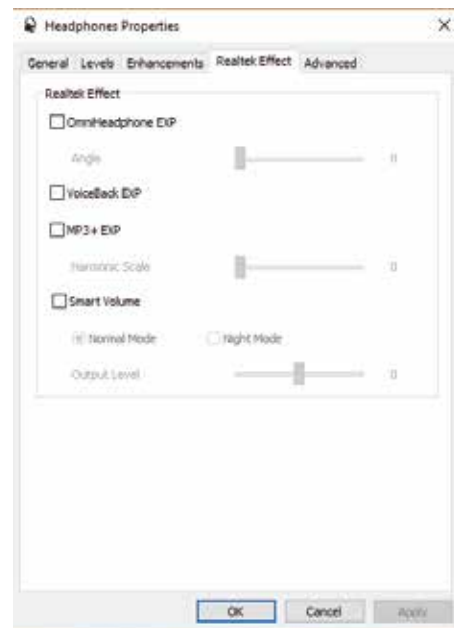 Headphones Properties
General Levels Enhancements Realtek Effect Advanced
Realtek Effect
OmniHeadphone EXP
Angle 0
VoiceBack EXP
MP3+ EXP
Harmonic Scale 0
Smart Volume
Normal Mode Night Mode
Output Level 0
OK Cancel Apply